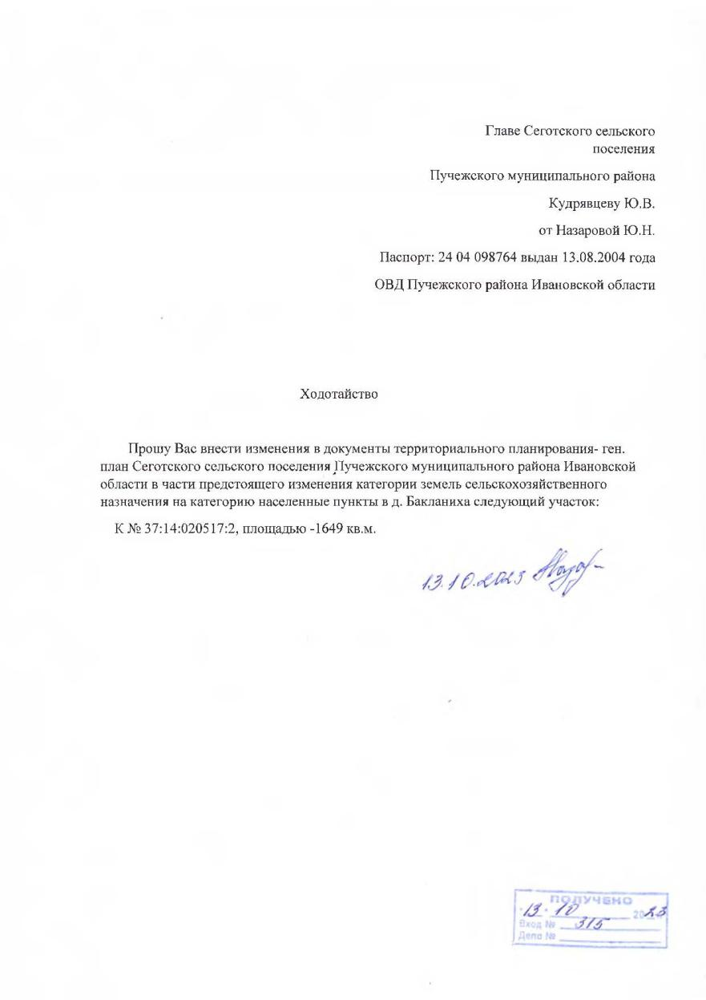 Главе Сеготского сельского
поселения
Пучежского муниципального района
Кудрявцеву Ю.В.
от Назаровой Ю.Н.
Паспорт: 24 04 098764 выдан 13.08.2004 года
ОВД Пучежского района Ивановской области
Ходотайство
Прошу Вас внести изменения в документы территориального планирования- ген.
план Сеготского сельского поселения Пучежского муниципального района Ивановской
области в части предстоящего изменения категории земель сельскохозяйственного
назначения на категорию населенные пункты в д. Бакланиха следующий участок:
К № 37:14:020517:2, площадью -1649 кв.м.
13.10.2023
ПОЛУЧЕНО
13. 10 2023
Вход № 315
Дело №